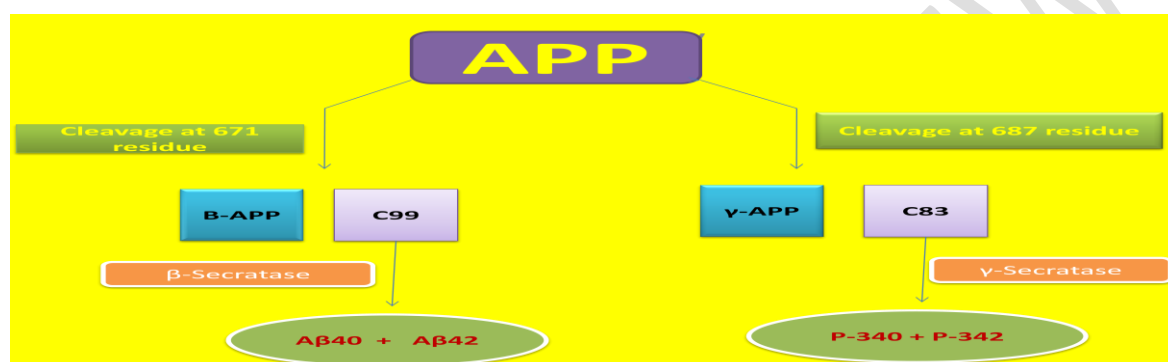 APP
Cleavage at 671
residue
Cleavage at 687 residue
B-APP
C99
γ-APP
C83
β-Secratase
γ-Secratase
Aβ40 + Aβ42
P-340 + P-342